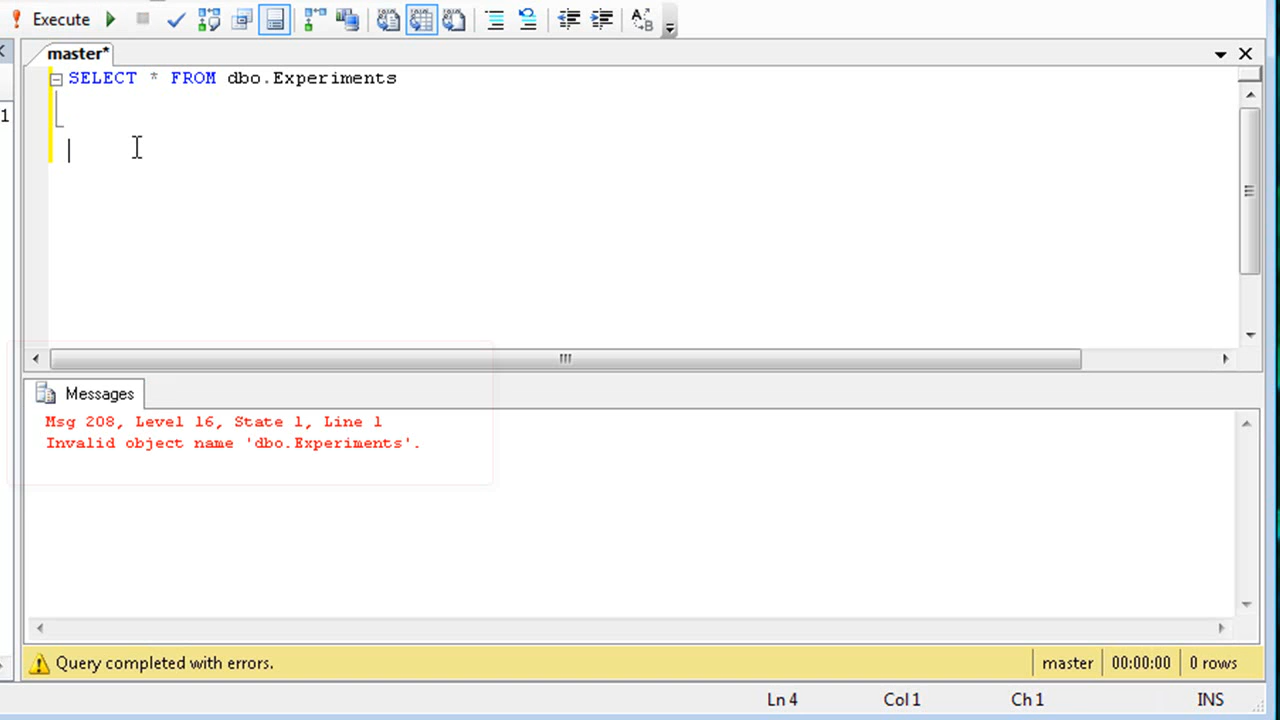 Execute
master*
SELECT * FROM dbo.Experiments
1
Messages
Msg 208, Level 16, State 1, Line 1
Invalid object name 'dbo.Experiments'.
Query completed with errors.
master
00:00:00
0 rows
Ln 4
Col 1
Ch 1
INS